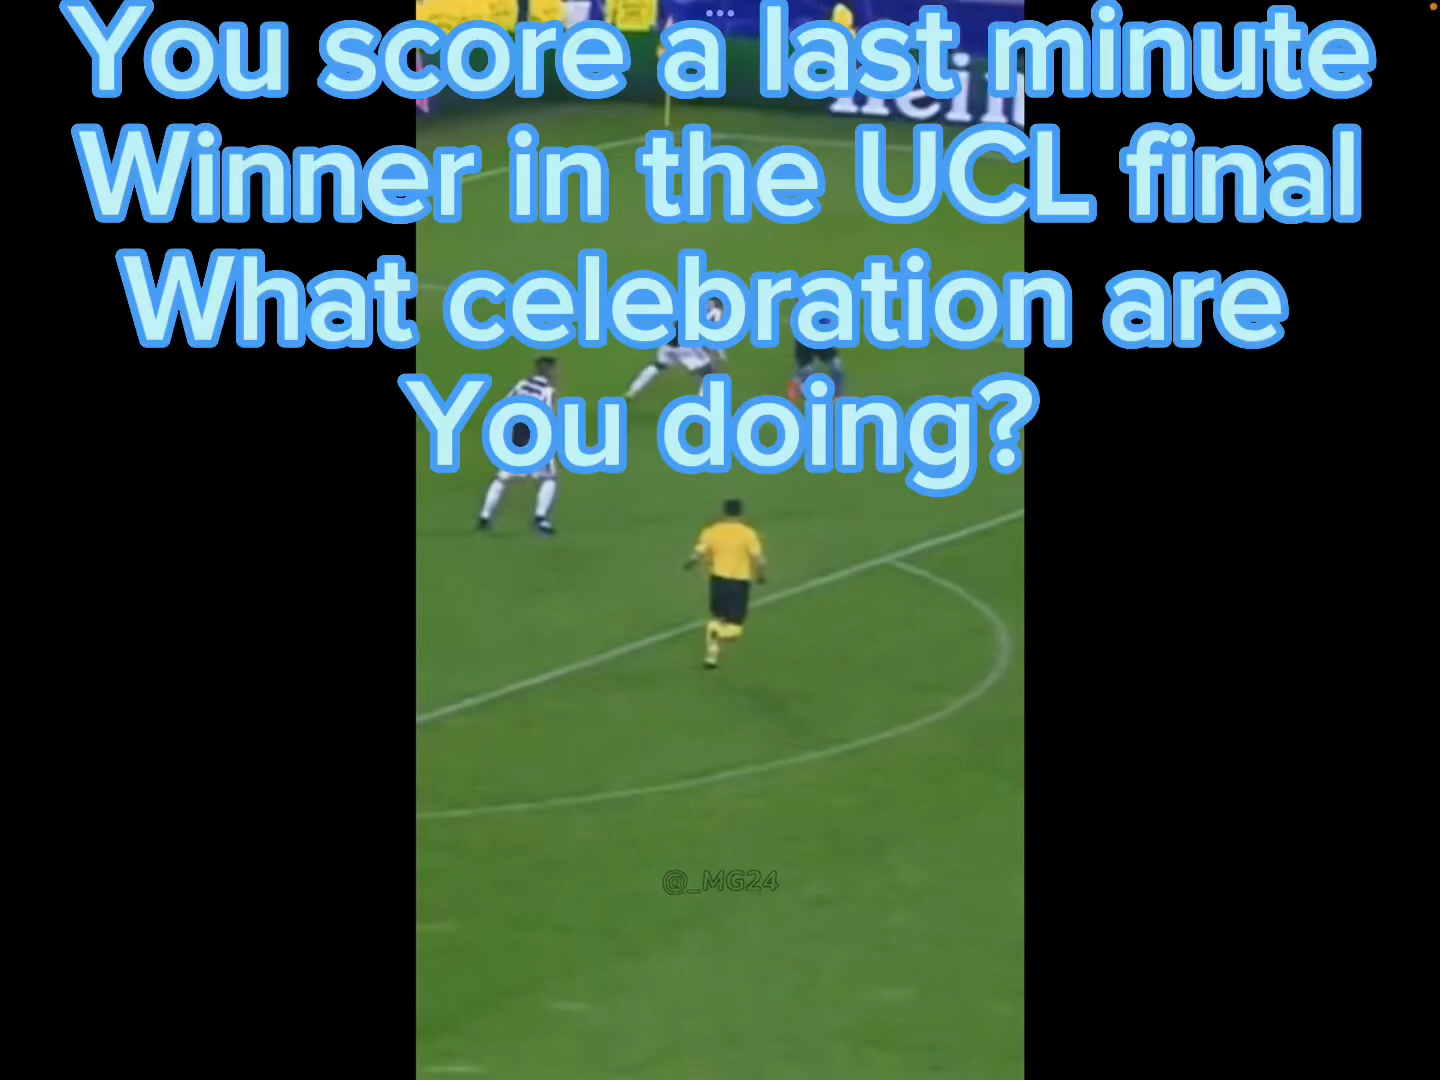 You score a last minute
Winner in the UCL final
What celebration are
You doing?
@_MG24